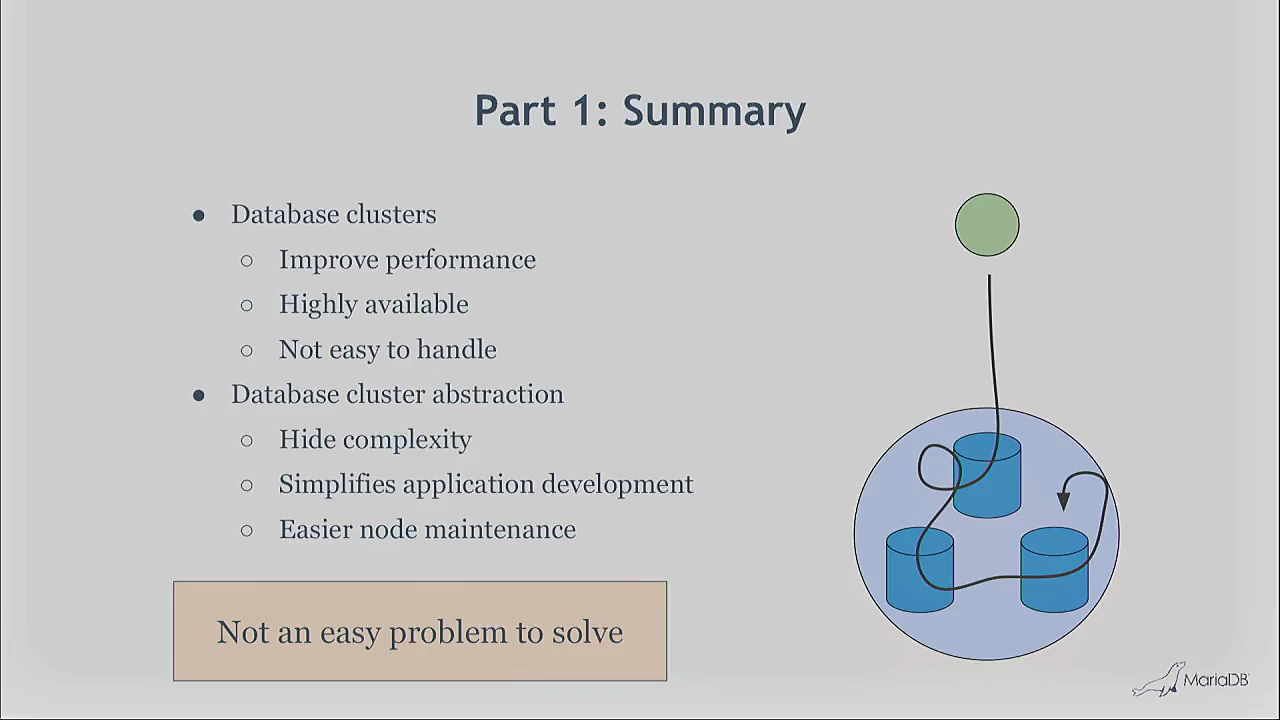 Part 1: Summary
● Database clusters
○ Improve performance
○ Highly available
○ Not easy to handle
● Database cluster abstraction
○ Hide complexity
○ Simplifies application development
○ Easier node maintenance
Not an easy problem to solve
MariaDB